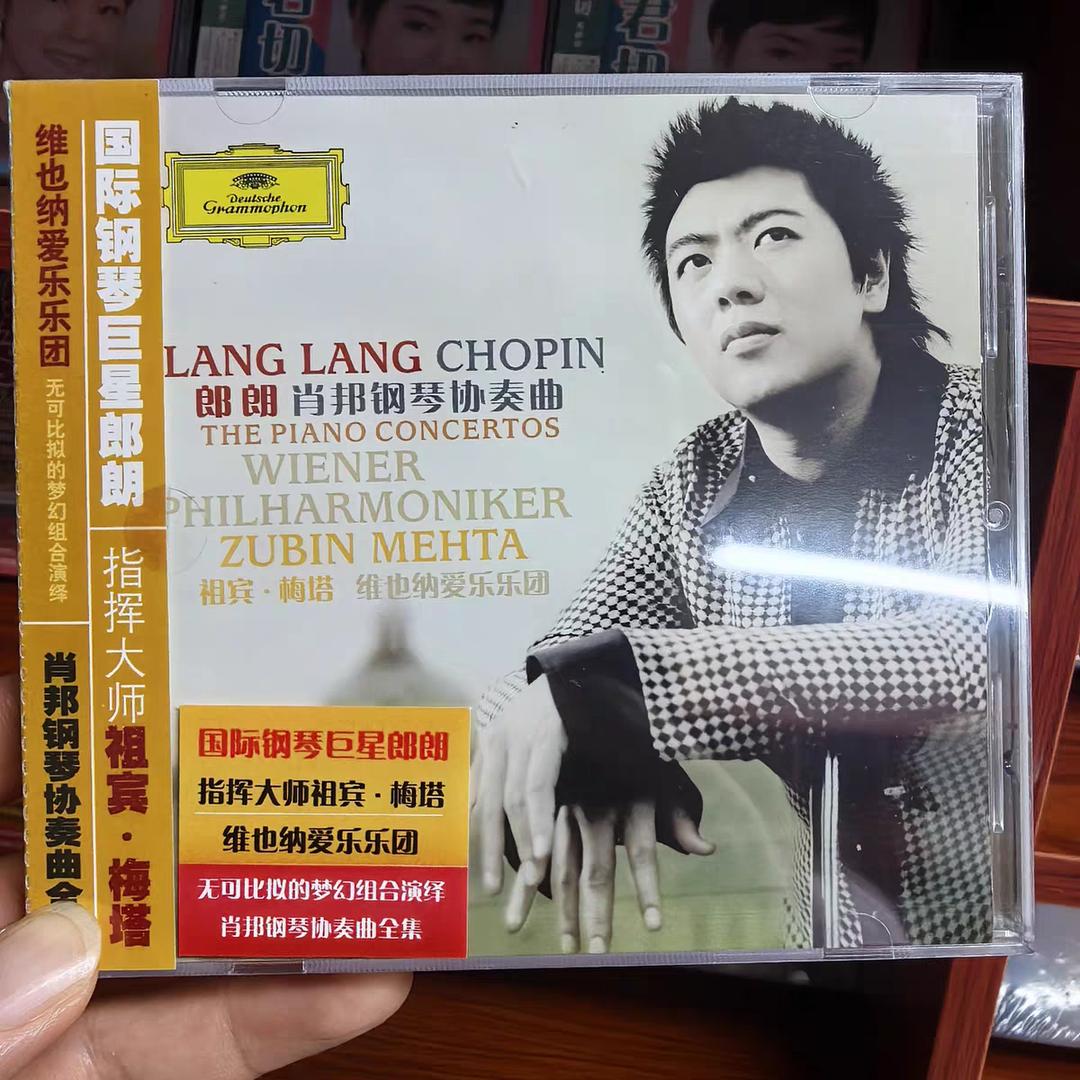 君切
君切
维也纳爱乐乐团 无可比拟的梦幻组合演绎
肖邦钢琴协奏曲全
国际钢琴巨星郎朗
指挥大师祖宾·梅塔
Deutsche
Grammophon
LANG LANG CHOPIN
郎朗 肖邦钢琴协奏曲
THE PIANO CONCERTOS
WIENER
PHILHARMONIKER
ZUBIN MEHTA
祖宾·梅塔 维也纳爱乐乐团
国际钢琴巨星郎朗
指挥大师祖宾·梅塔
维也纳爱乐乐团
无可比拟的梦幻组合演绎
肖邦钢琴协奏曲全集